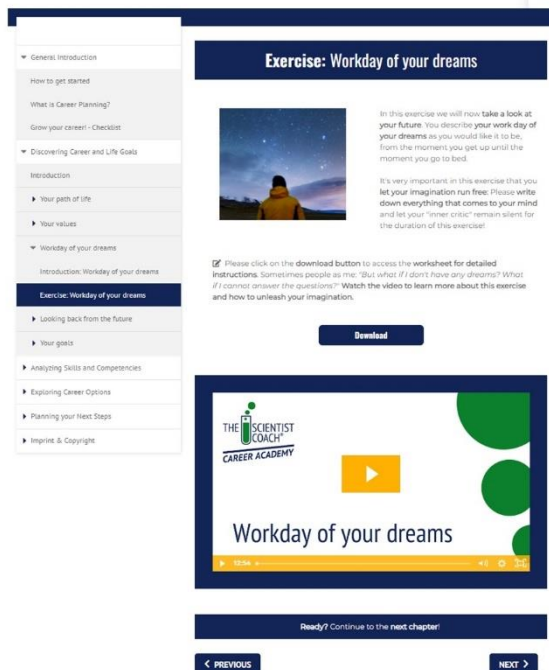 General Introduction
How to get started
What is Career Planning?
Grow your career! - Checklist
Discovering Career and Life Goals
Introduction
Your path of life
Your values
Workday of your dreams
Introduction: Workday of your dreams
Exercise: Workday of your dreams
Looking back from the future
Your goals
Analyzing Skills and Competencies
Exploring Career Options
Planning your Next Steps
Imprint & Copyright
Exercise: Workday of your dreams
In this exercise we will now take a look at
your future. You describe your work day of
your dreams as you would like it to be,
from the moment you get up until the
moment you go to bed.
It's very important in this exercise that you
let your imagination run free: Please write
down everything that comes to your mind
and let your "inner critic" remain silent for
the duration of this exercise!
Please click on the download button to access the worksheet for detailed
instructions. Sometimes people as me: "But what if I don't have any dreams? What
if I cannot answer the questions?" Watch the video to learn more about this exercise
and how to unleash your imagination.
Download
THE SCIENTIST
COACH®
CAREER ACADEMY
Workday of your dreams
12:56
Ready? Continue to the next chapter!
< PREVIOUS
NEXT >